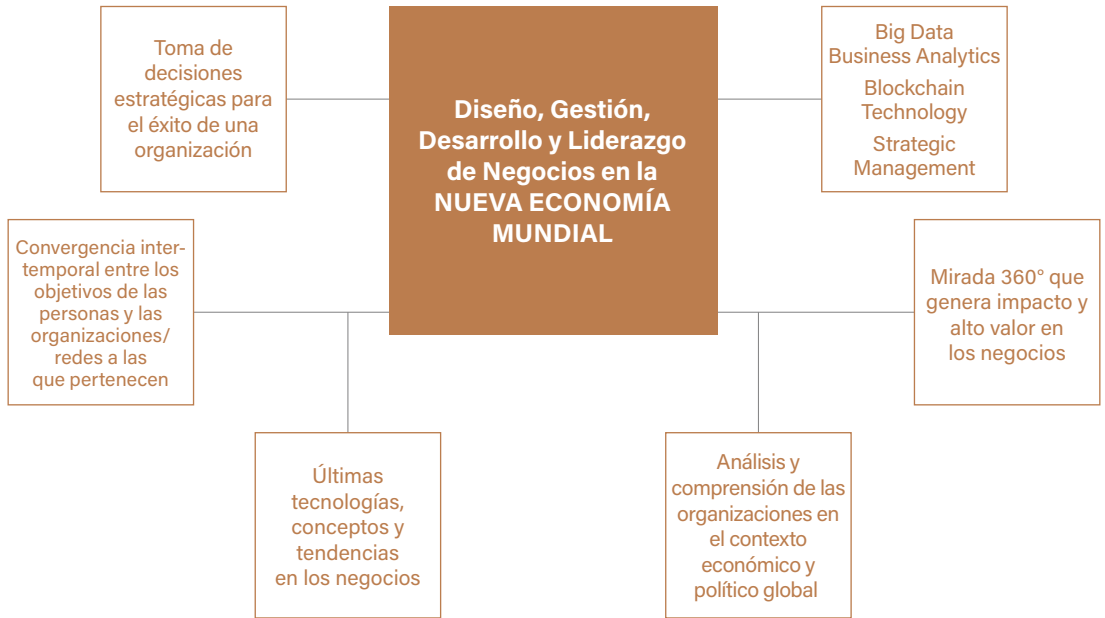 Toma de
decisiones
estratégicas para
el éxito de una
organización
Diseño, Gestión,
Desarrollo y Liderazgo
de Negocios en la
NUEVA ECONOMÍA
MUNDIAL
Big Data
Business Analytics
Blockchain
Technology
Strategic
Management
Convergencia inter-
temporal entre los
objetivos de las
personas y las
organizaciones/
redes a las
que pertenecen
Mirada 360° que
genera impacto y
alto valor en
los negocios
Últimas
tecnologías,
conceptos y
tendencias
en los negocios
Análisis y
comprensión de las
organizaciones en
el contexto
económico y
político global